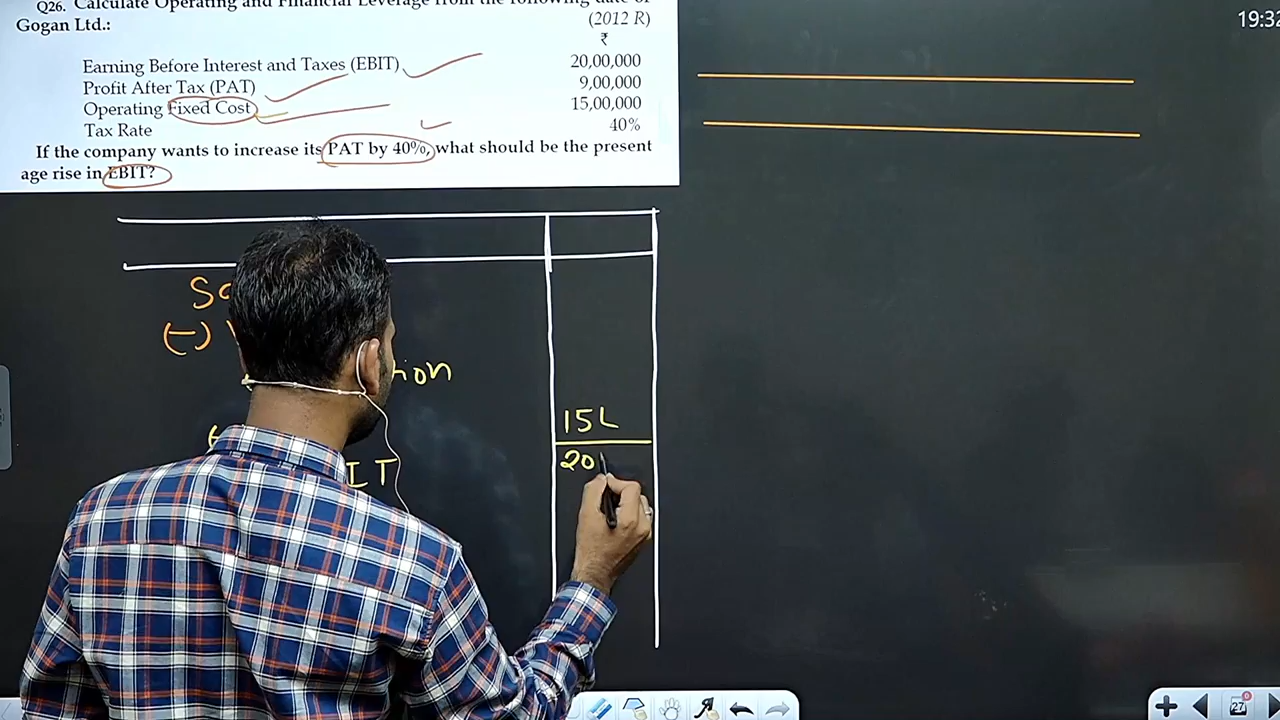 Q26. Calculate Operating and Financial Leverage from the following date of
Gogan Ltd.: (2012 R)
₹
Earning Before Interest and Taxes (EBIT) 20,00,000
Profit After Tax (PAT) 9,00,000
Operating Fixed Cost 15,00,000
Tax Rate 40%
If the company wants to increase its PAT by 40%, what should be the present
age rise in EBIT?
19:32
(-)
15L
20
27